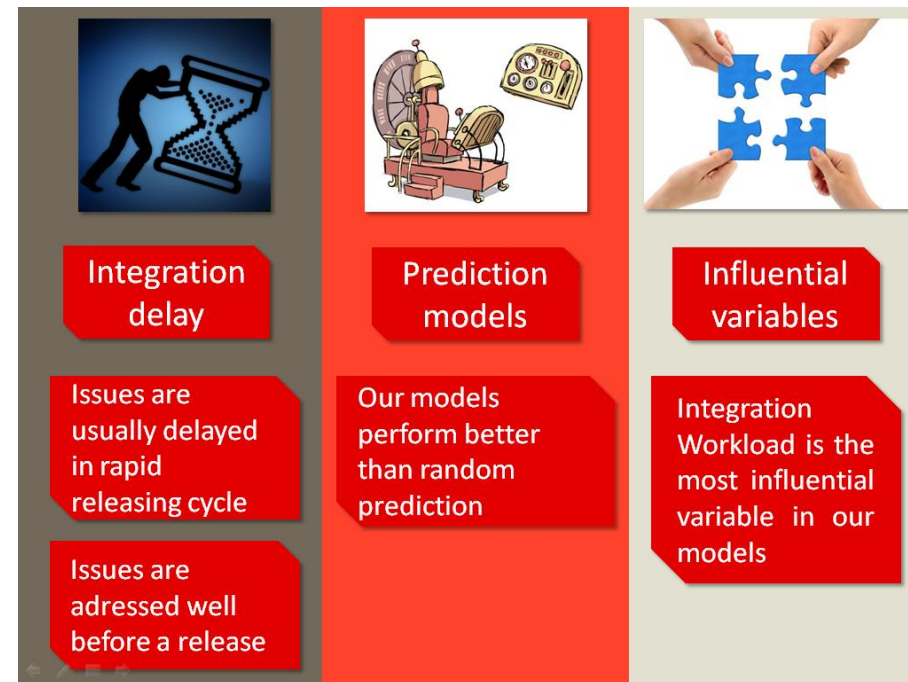 Integration
delay
Issues are
usually delayed
in rapid
releasing cycle
Issues are
adressed well
before a release
Prediction
models
Our models
perform better
than random
prediction
Influential
variables
Integration
Workload is the
most influential
variable in our
models